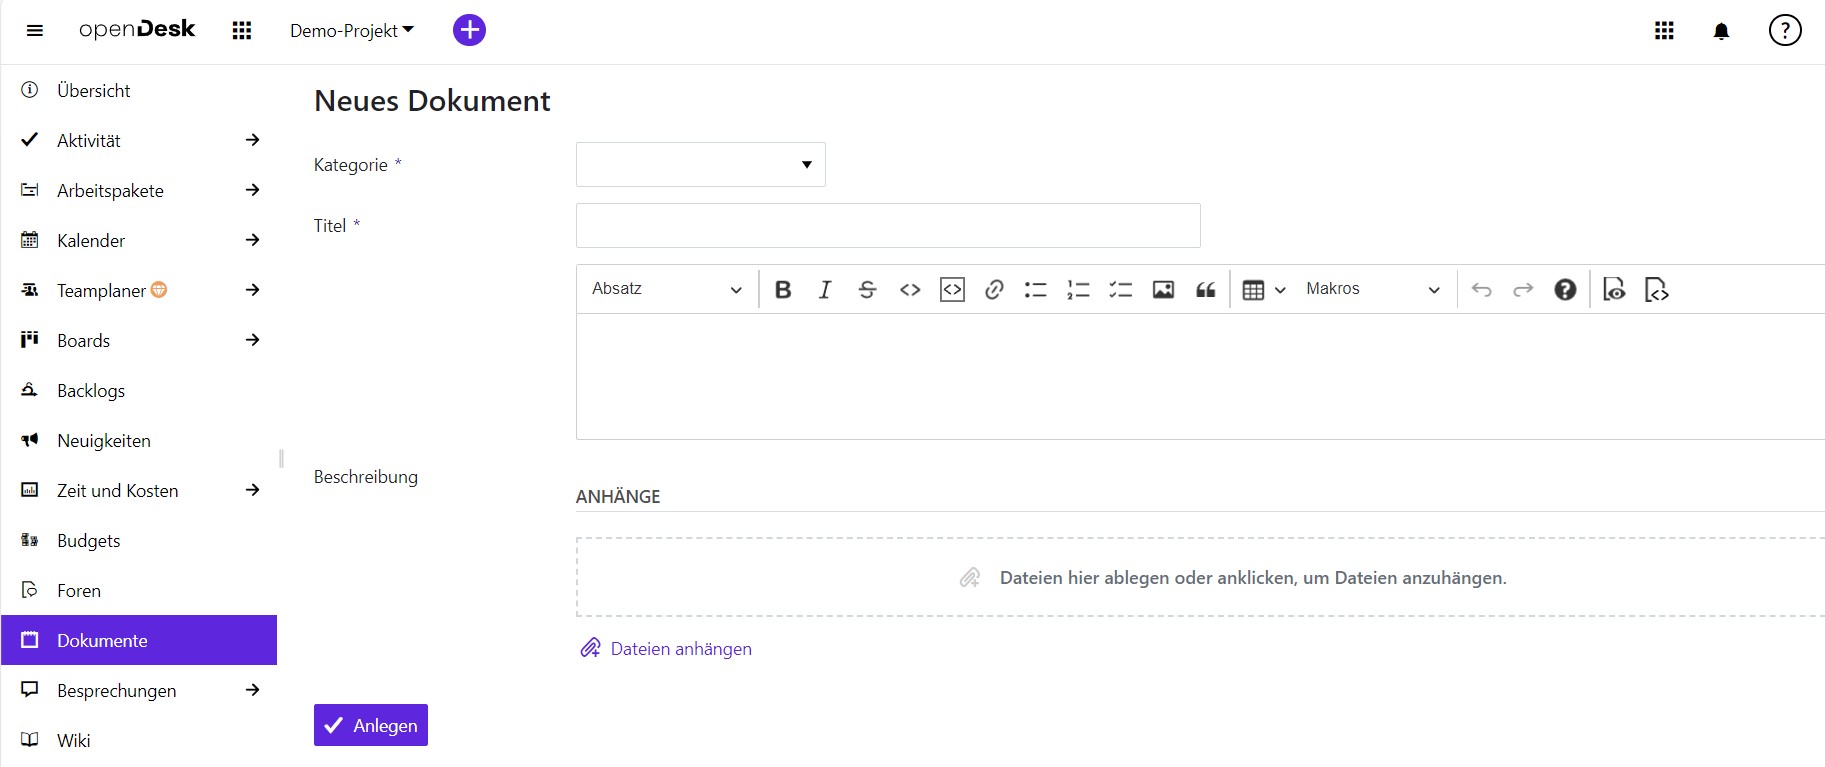 openDesk Demo-Projekt
Übersicht
Aktivität
Arbeitspakete
Kalender
Teamplaner
Boards
Backlogs
Neuigkeiten
Zeit und Kosten
Budgets
Foren
Dokumente
Besprechungen
Wiki
Neues Dokument
Kategorie *
Titel *
Absatz Makros
Beschreibung
ANHÄNGE
Dateien hier ablegen oder anklicken, um Dateien anzuhängen.
Dateien anhängen
Anlegen